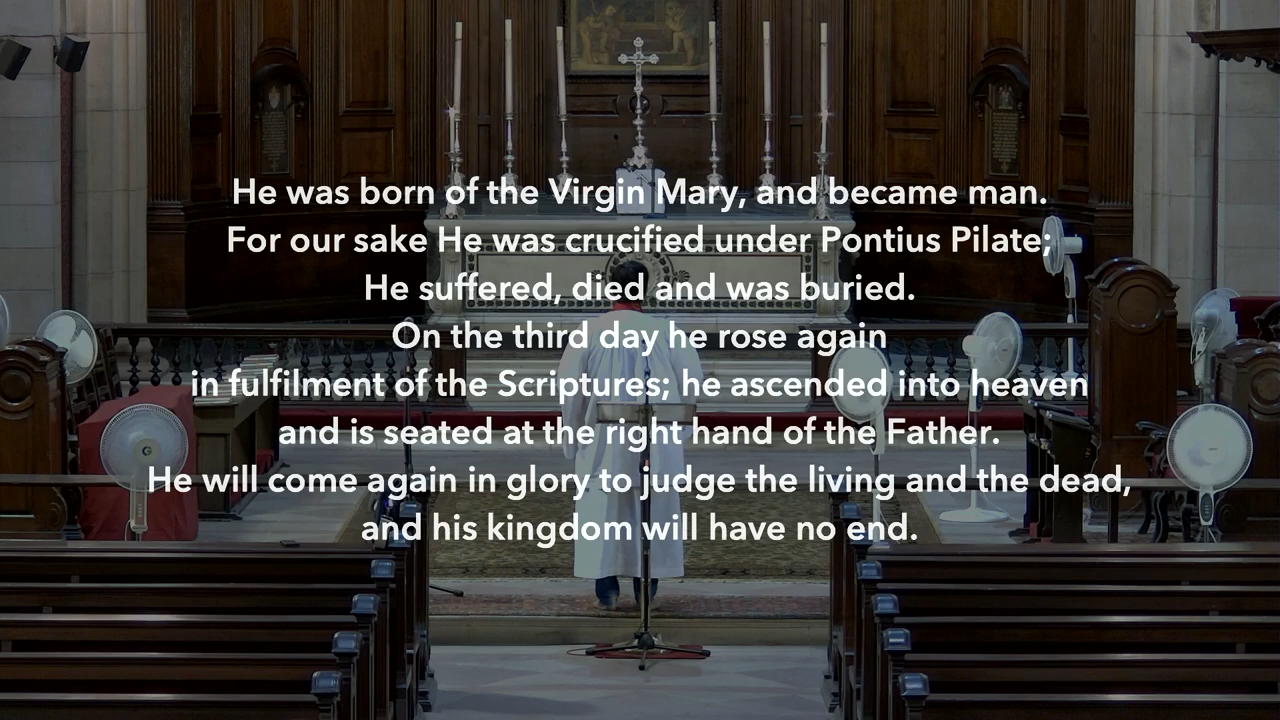 He was born of the Virgin Mary, and became man.
For our sake He was crucified under Pontius Pilate;
He suffered, died and was buried.
On the third day he rose again
in fulfilment of the Scriptures; he ascended into heaven
and is seated at the right hand of the Father.
He will come again in glory to judge the living and the dead,
and his kingdom will have no end.